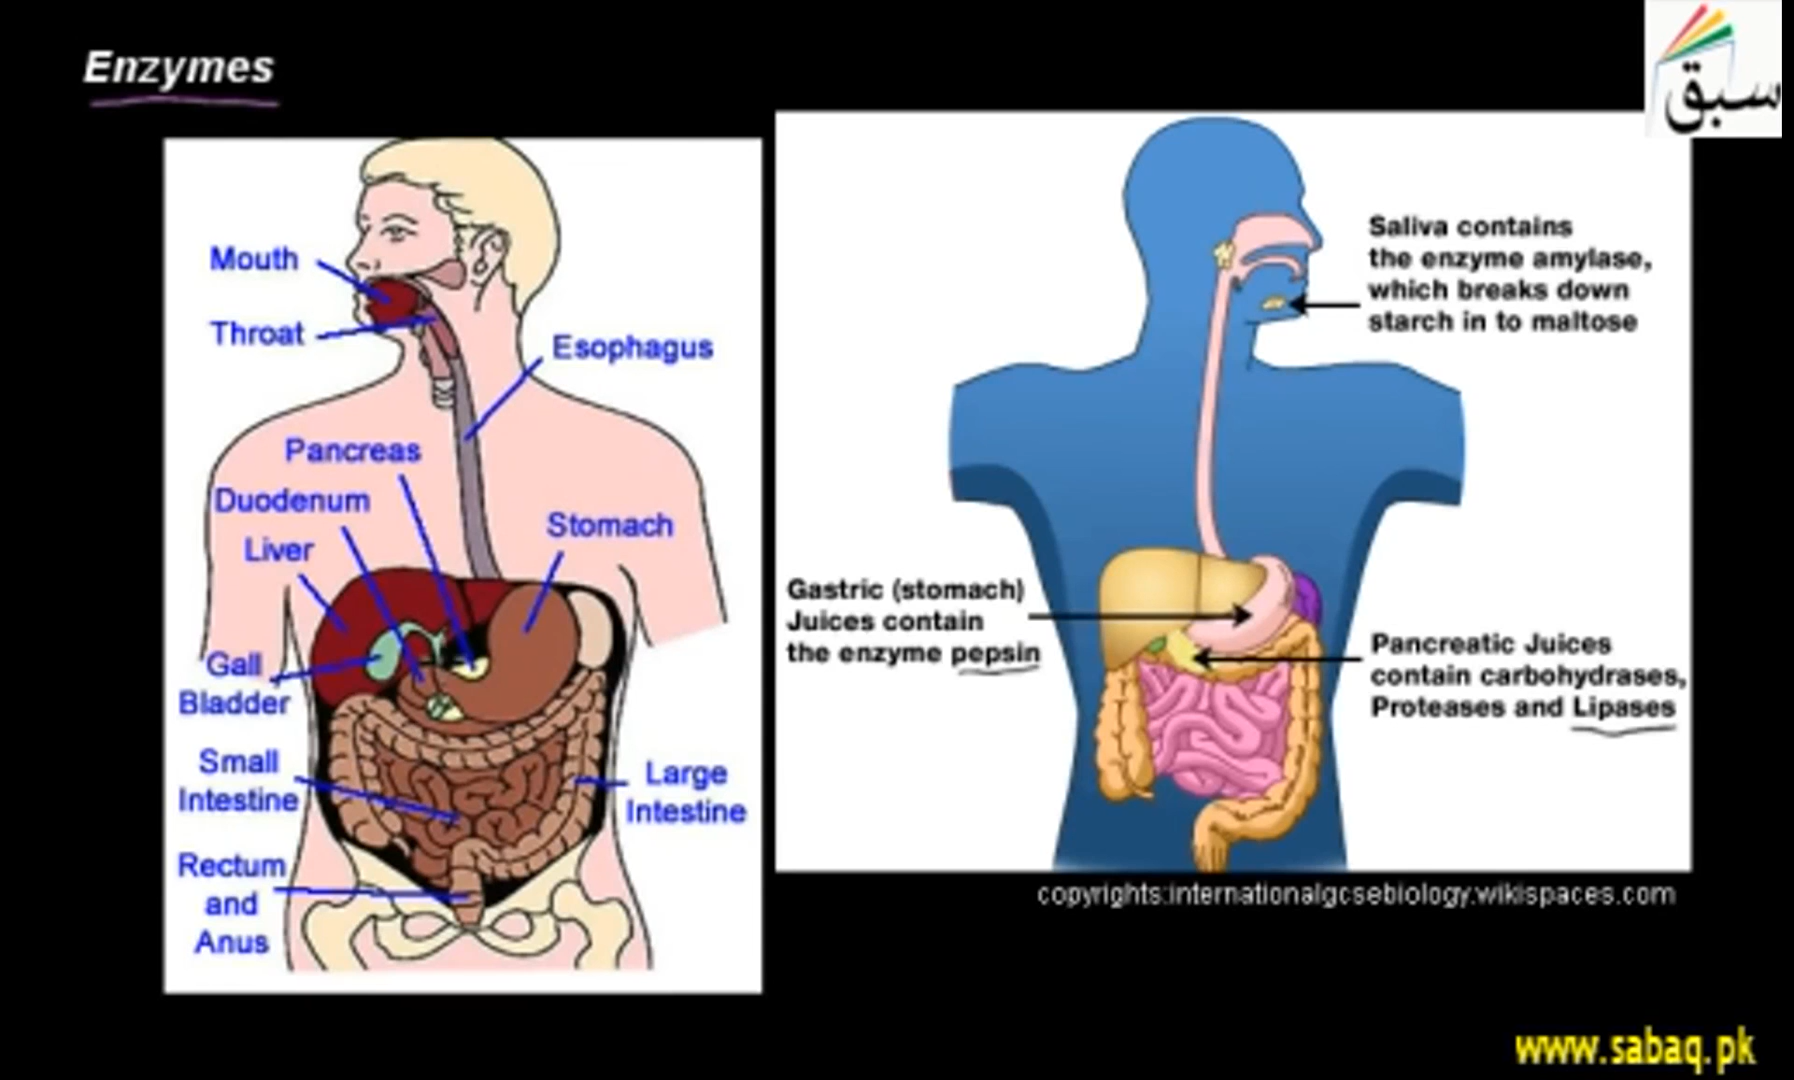 Enzymes
سبق
Mouth
Throat
Esophagus
Pancreas
Duodenum
Stomach
Liver
Gall
Bladder
Small
Intestine
Large
Intestine
Rectum
and
Anus
Saliva contains
the enzyme amylase,
which breaks down
starch in to maltose
Gastric (stomach)
Juices contain
the enzyme pepsin
Pancreatic Juices
contain carbohydrases,
Proteases and Lipases
copyrights:internationalgcsebiology.wikispaces.com
www.sabaq.pk